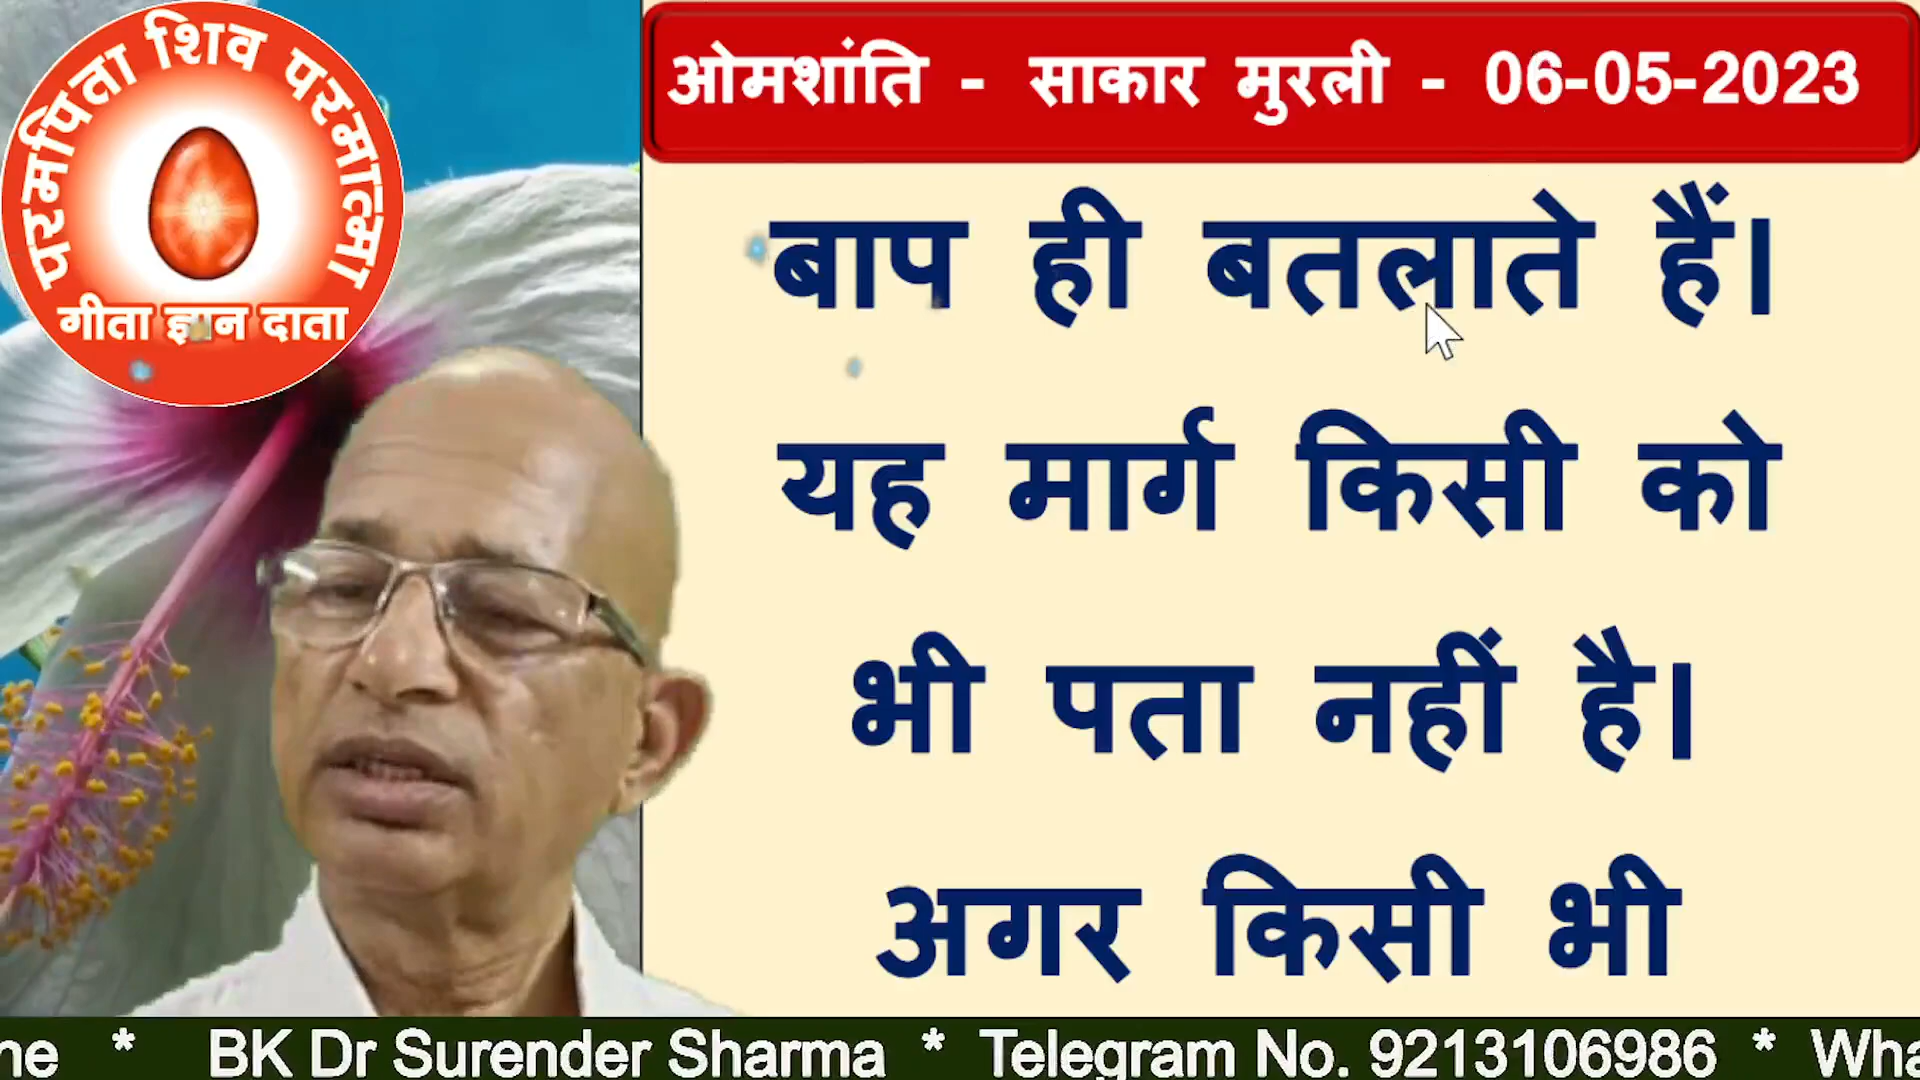 परमपिता शिव परमात्मा
गीता ज्ञान दाता
ओमशांति - साकार मुरली - 06-05-2023
बाप ही बतलाते हैं।
यह मार्ग किसी को
भी पता नहीं है।
अगर किसी भी
ne * BK Dr Surender Sharma * Telegram No. 9213106986 * Wha